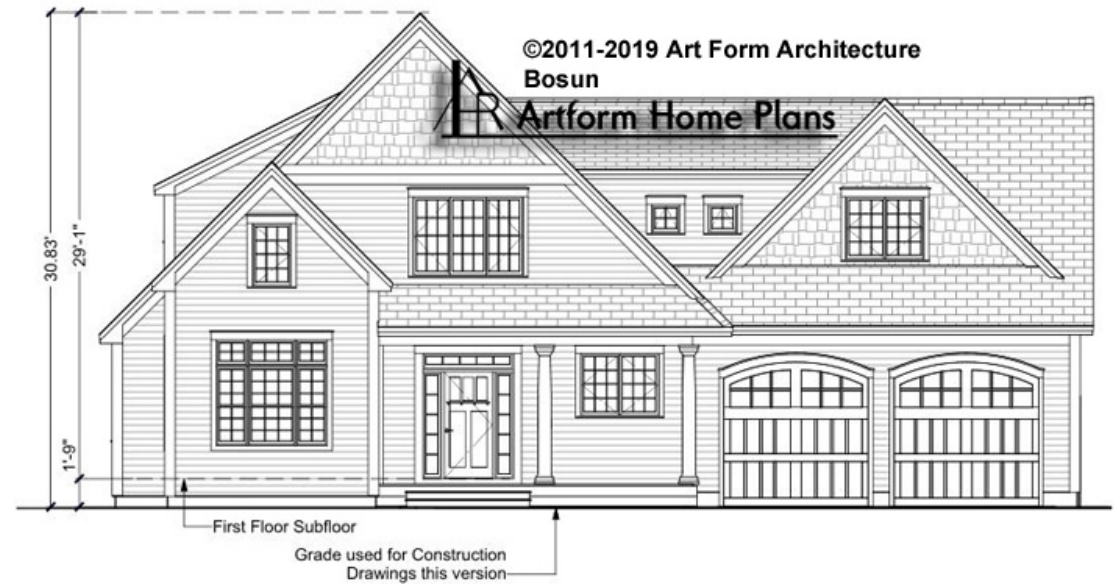 ©2011-2019 Art Form Architecture
Bosun
Artform Home Plans
30.83'
29'-1"
1'-9"
First Floor Subfloor
Grade used for Construction
Drawings this version